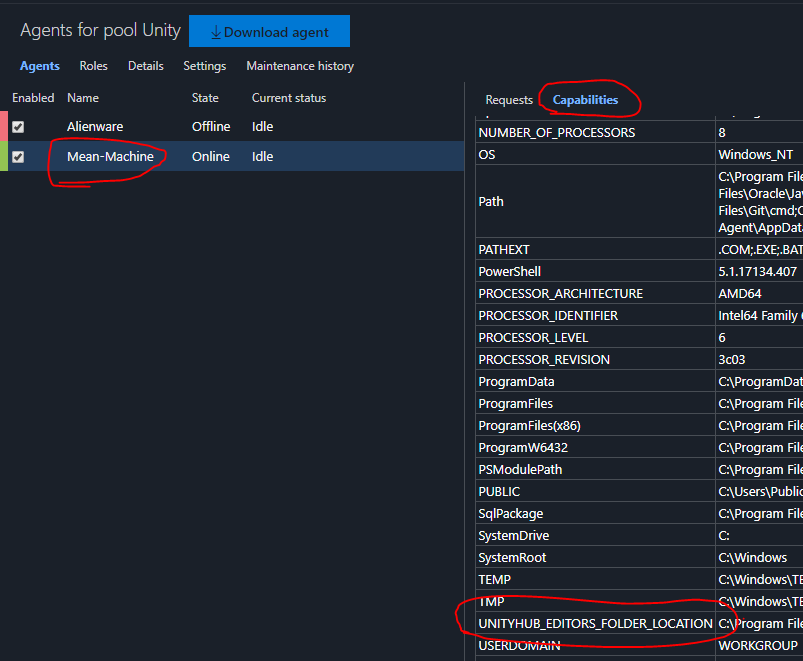 Agents for pool Unity
Download agent
Agents Roles Details Settings Maintenance history
Enabled Name State Current status
Alienware Offline Idle
Mean-Machine Online Idle
Requests Capabilities
NUMBER_OF_PROCESSORS 8
OS Windows_NT
Path C:\Program File
Files\Oracle\Jav
Files\Git\cmd;C
Agent\AppData
PATHEXT .COM;.EXE;.BAT
PowerShell 5.1.17134.407
PROCESSOR_ARCHITECTURE AMD64
PROCESSOR_IDENTIFIER Intel64 Family
PROCESSOR_LEVEL 6
PROCESSOR_REVISION 3c03
ProgramData C:\ProgramDat
ProgramFiles C:\Program File
ProgramFiles(x86) C:\Program File
ProgramW6432 C:\Program File
PSModulePath C:\Program File
PUBLIC C:\Users\Public
SqlPackage C:\Program File
SystemDrive C:
SystemRoot C:\Windows
TEMP C:\Windows\TE
TMP C:\Windows\TE
UNITYHUB_EDITORS_FOLDER_LOCATION C:\Program File
USERDOMAIN WORKGROUP